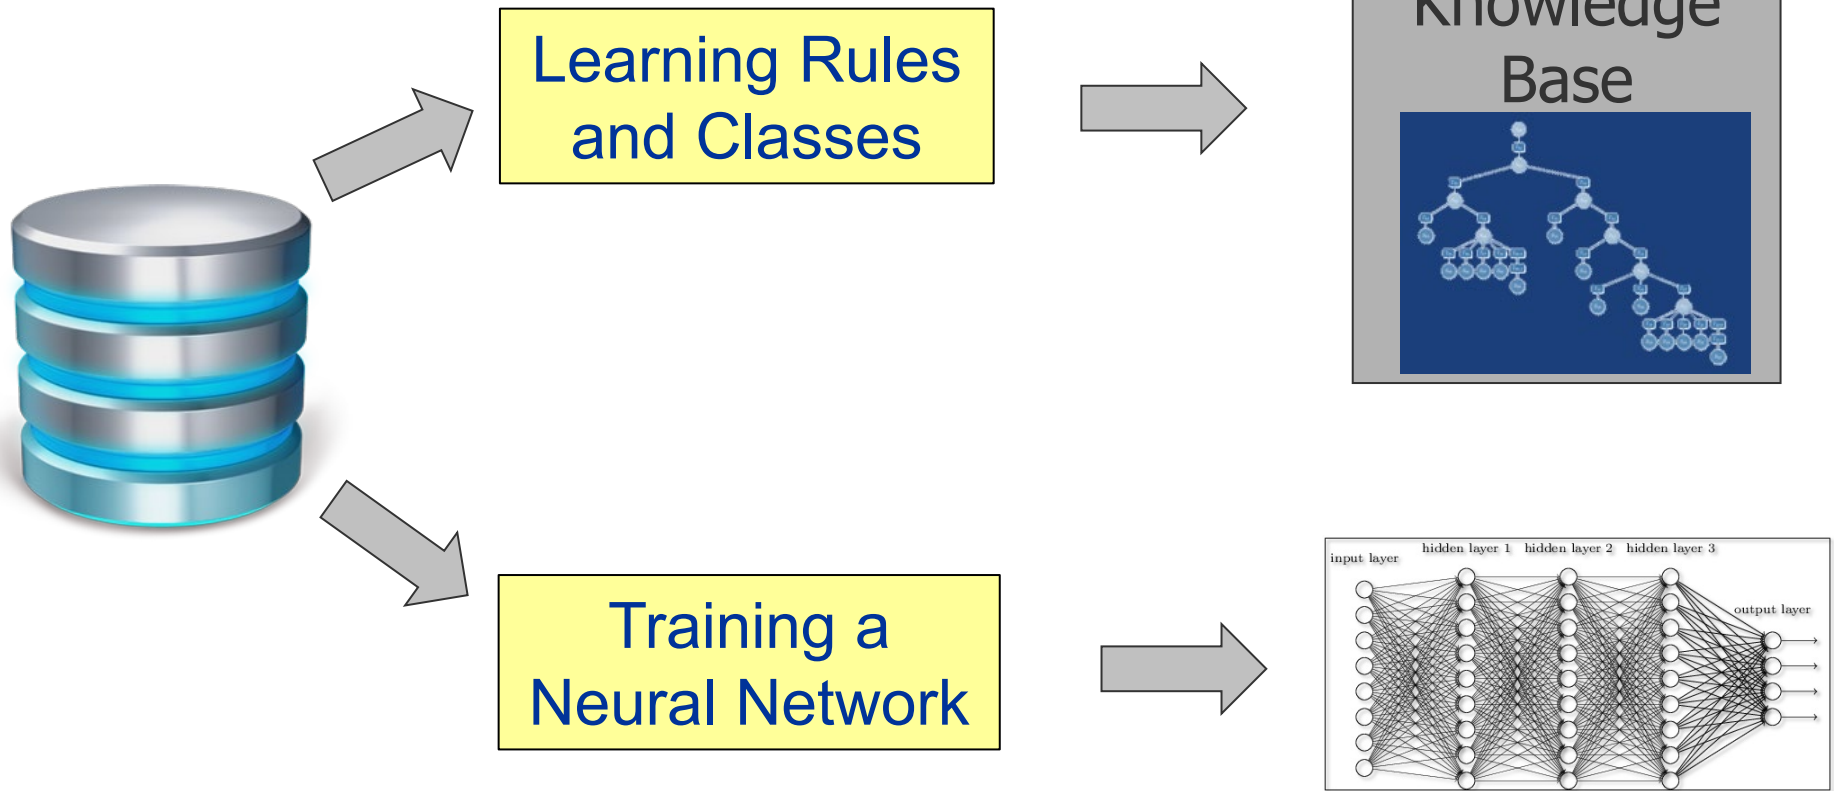 Learning Rules
and Classes
Knowledge
Base
Training a
Neural Network
input layer
hidden layer 1 hidden layer 2 hidden layer 3
output layer